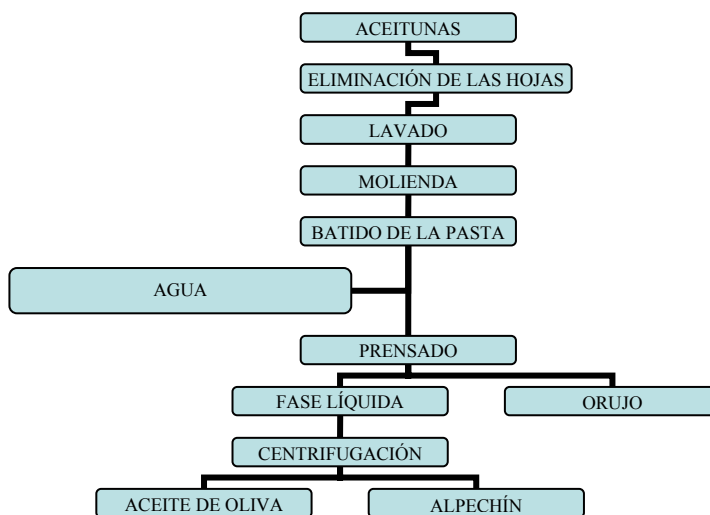 ACEITUNAS
ELIMINACIÓN DE LAS HOJAS
LAVADO
MOLIENDA
BATIDO DE LA PASTA
AGUA
PRENSADO
FASE LÍQUIDA
ORUJO
CENTRIFUGACIÓN
ACEITE DE OLIVA
ALPECHÍN